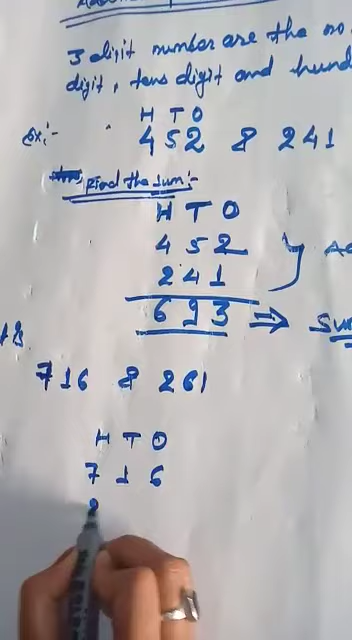 3 digit number are the no.
digit, tens digit and hund
H T O
Ex:- 452 & 241
Find the sum:-
H T O
4 5 2
2 4 1
6 9 3 ⇒ Sum
716 & 261
H T O
7 1 6